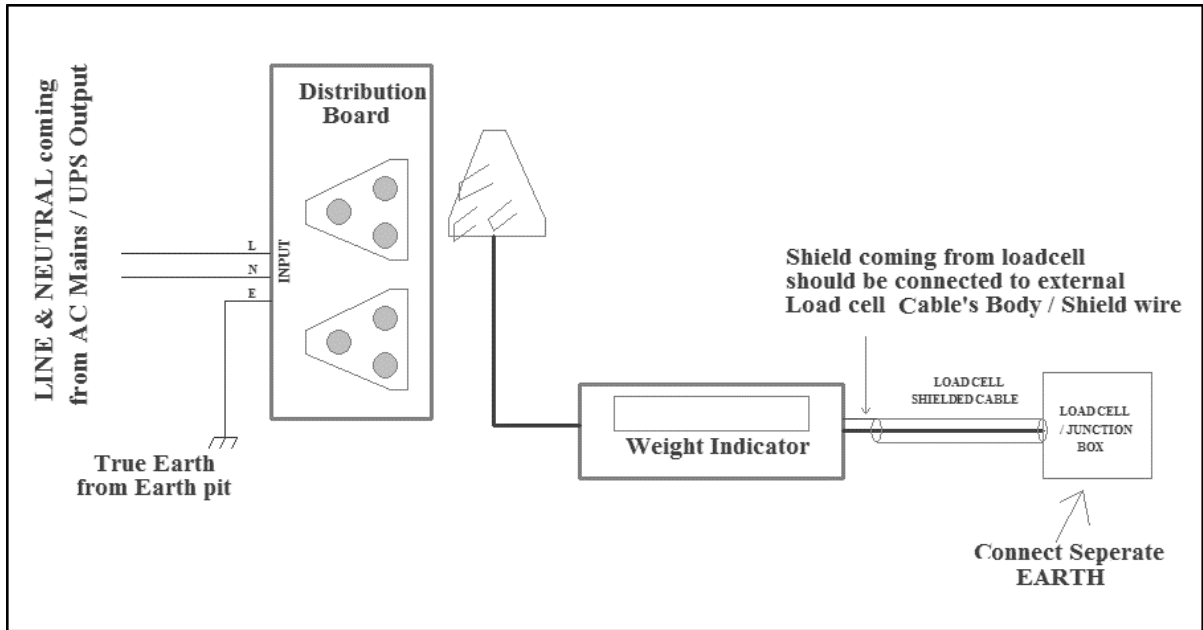 LINE & NEUTRAL coming
from AC Mains / UPS Output
Distribution
Board
L
N
E
INPUT
True Earth
from Earth pit
Shield coming from loadcell
should be connected to external
Load cell Cable's Body / Shield wire
Weight Indicator
LOAD CELL
SHIELDED CABLE
LOAD CELL
/ JUNCTION
BOX
Connect Seperate
EARTH